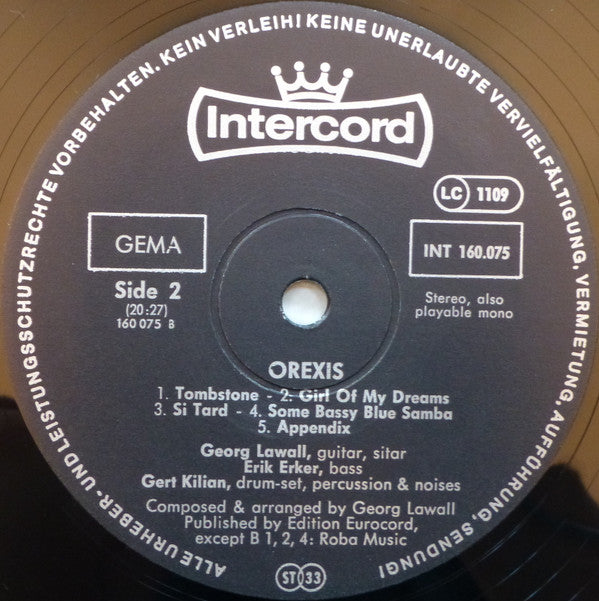 ALLE URHEBER- UND LEISTUNGSSCHUTZRECHTE VORBEHALTEN. KEIN VERLEIH! KEINE UNERLAUBTE VERVIELFÄLTIGUNG, VERMIETUNG, AUFFÜHRUNG, SENDUNG!
Intercord
LC 1109
GEMA
INT 160.075
Side 2
(20:27)
160 075 B
Stereo, also
playable mono
OREXIS
1. Tombstone - 2. Girl Of My Dreams
3. Si Tard - 4. Some Bassy Blue Samba
5. Appendix
Georg Lawall, guitar, sitar
Erik Erker, bass
Gert Kilian, drum-set, percussion & noises
Composed & arranged by Georg Lawall
Published by Edition Eurocord,
except B 1, 2, 4: Roba Music
ST 33